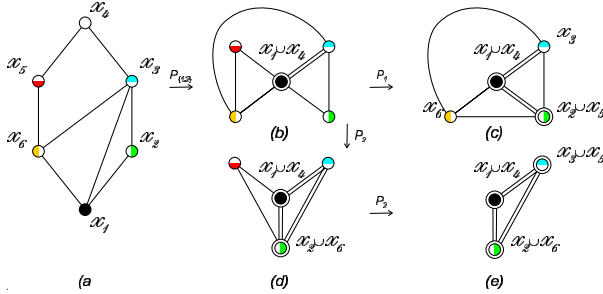 x₄
x₅ x₃
x₆ x₂
x₁
(a
P{1,2}
x₁∪x₄
(b)
P₁
x₃
x₁∪x₄
x₆ x₂∪x₅
(c)
P₂
x₁∪x₄
x₂∪x₆
(d)
P₂
x₃∪x₅
x₁∪x₄
x₂∪x₆
(e)